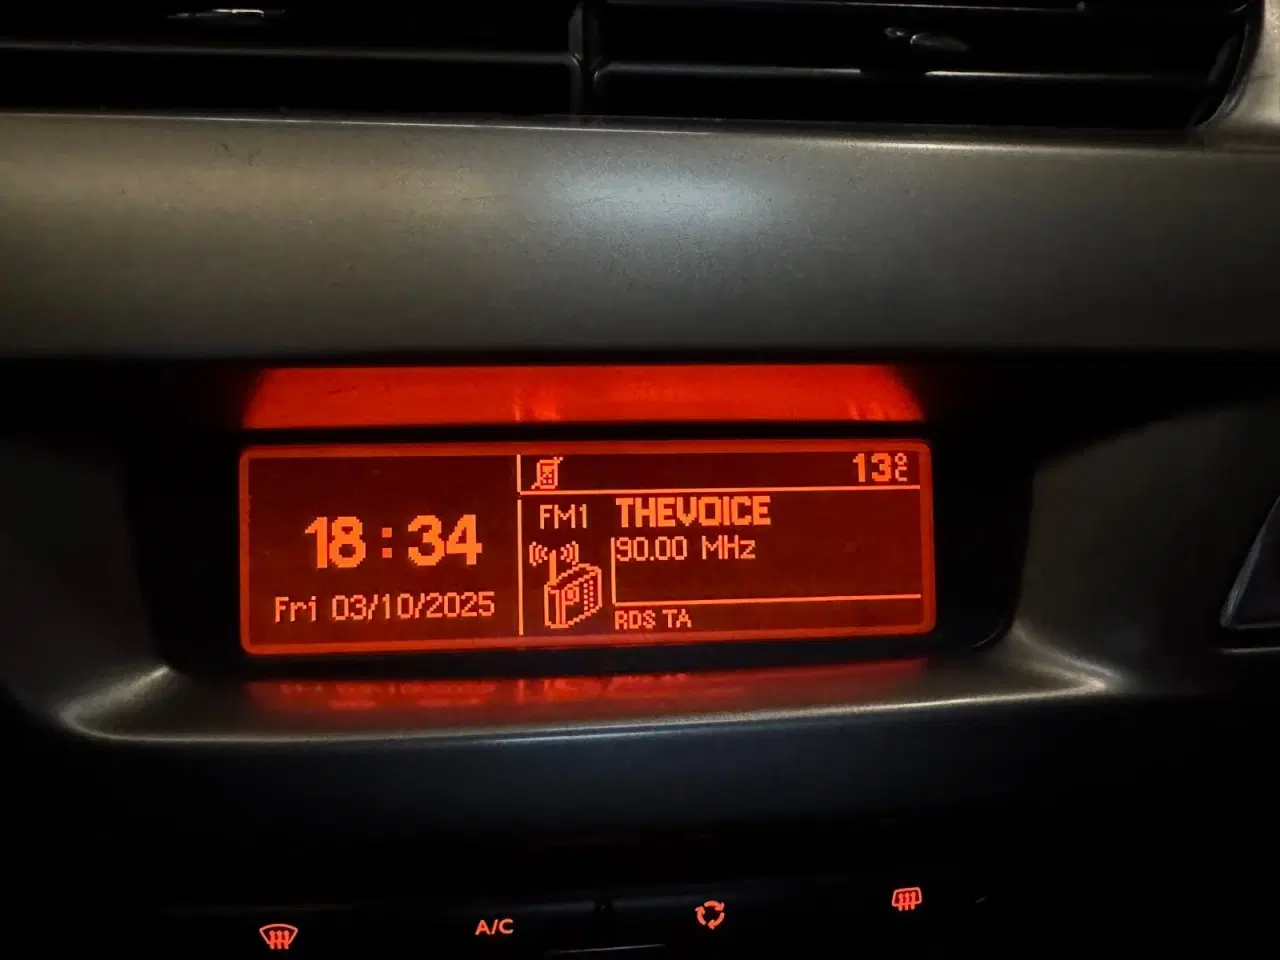 18:34
Fri 03/10/2025
13°C
FM1 THEVOICE
90.00 MHz
RDS TA
A/C